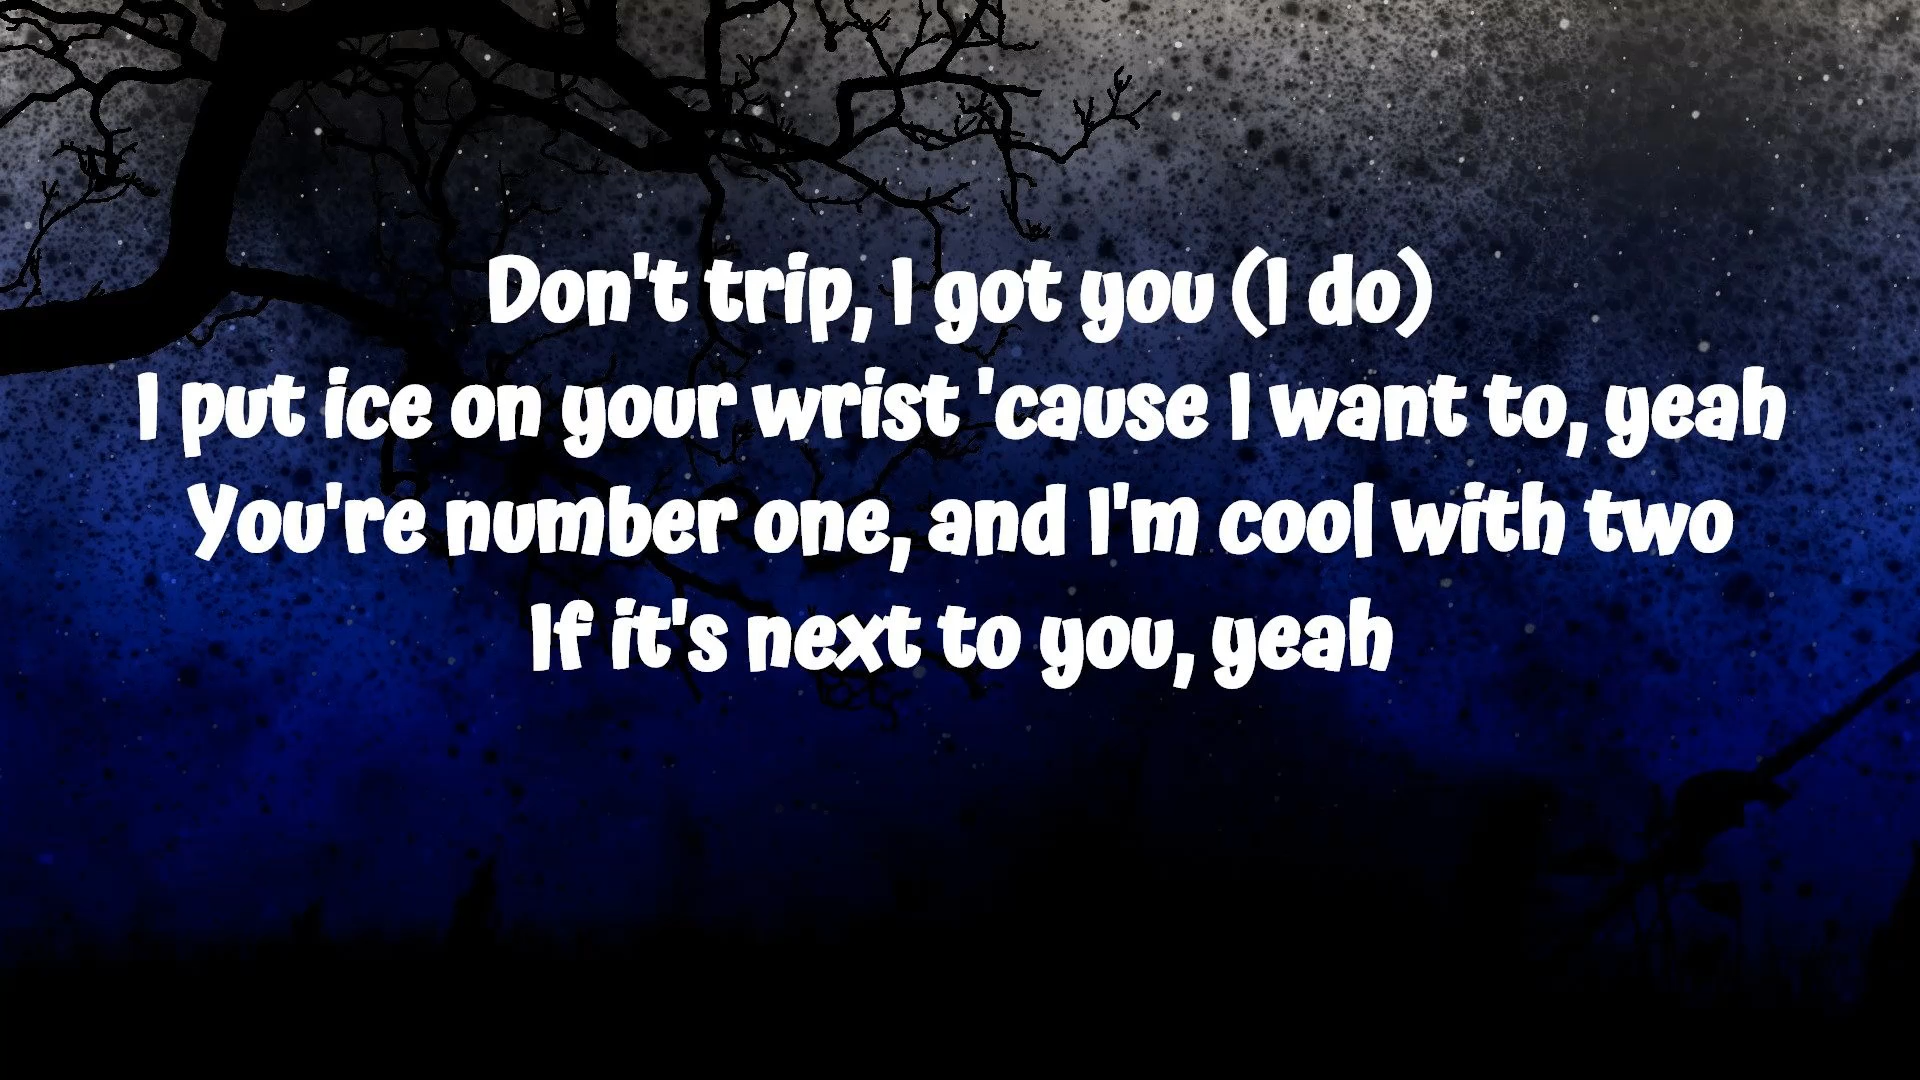 Don't trip, I got you (I do)
I put ice on your wrist 'cause I want to, yeah
You're number one, and I'm cool with two
If it's next to you, yeah